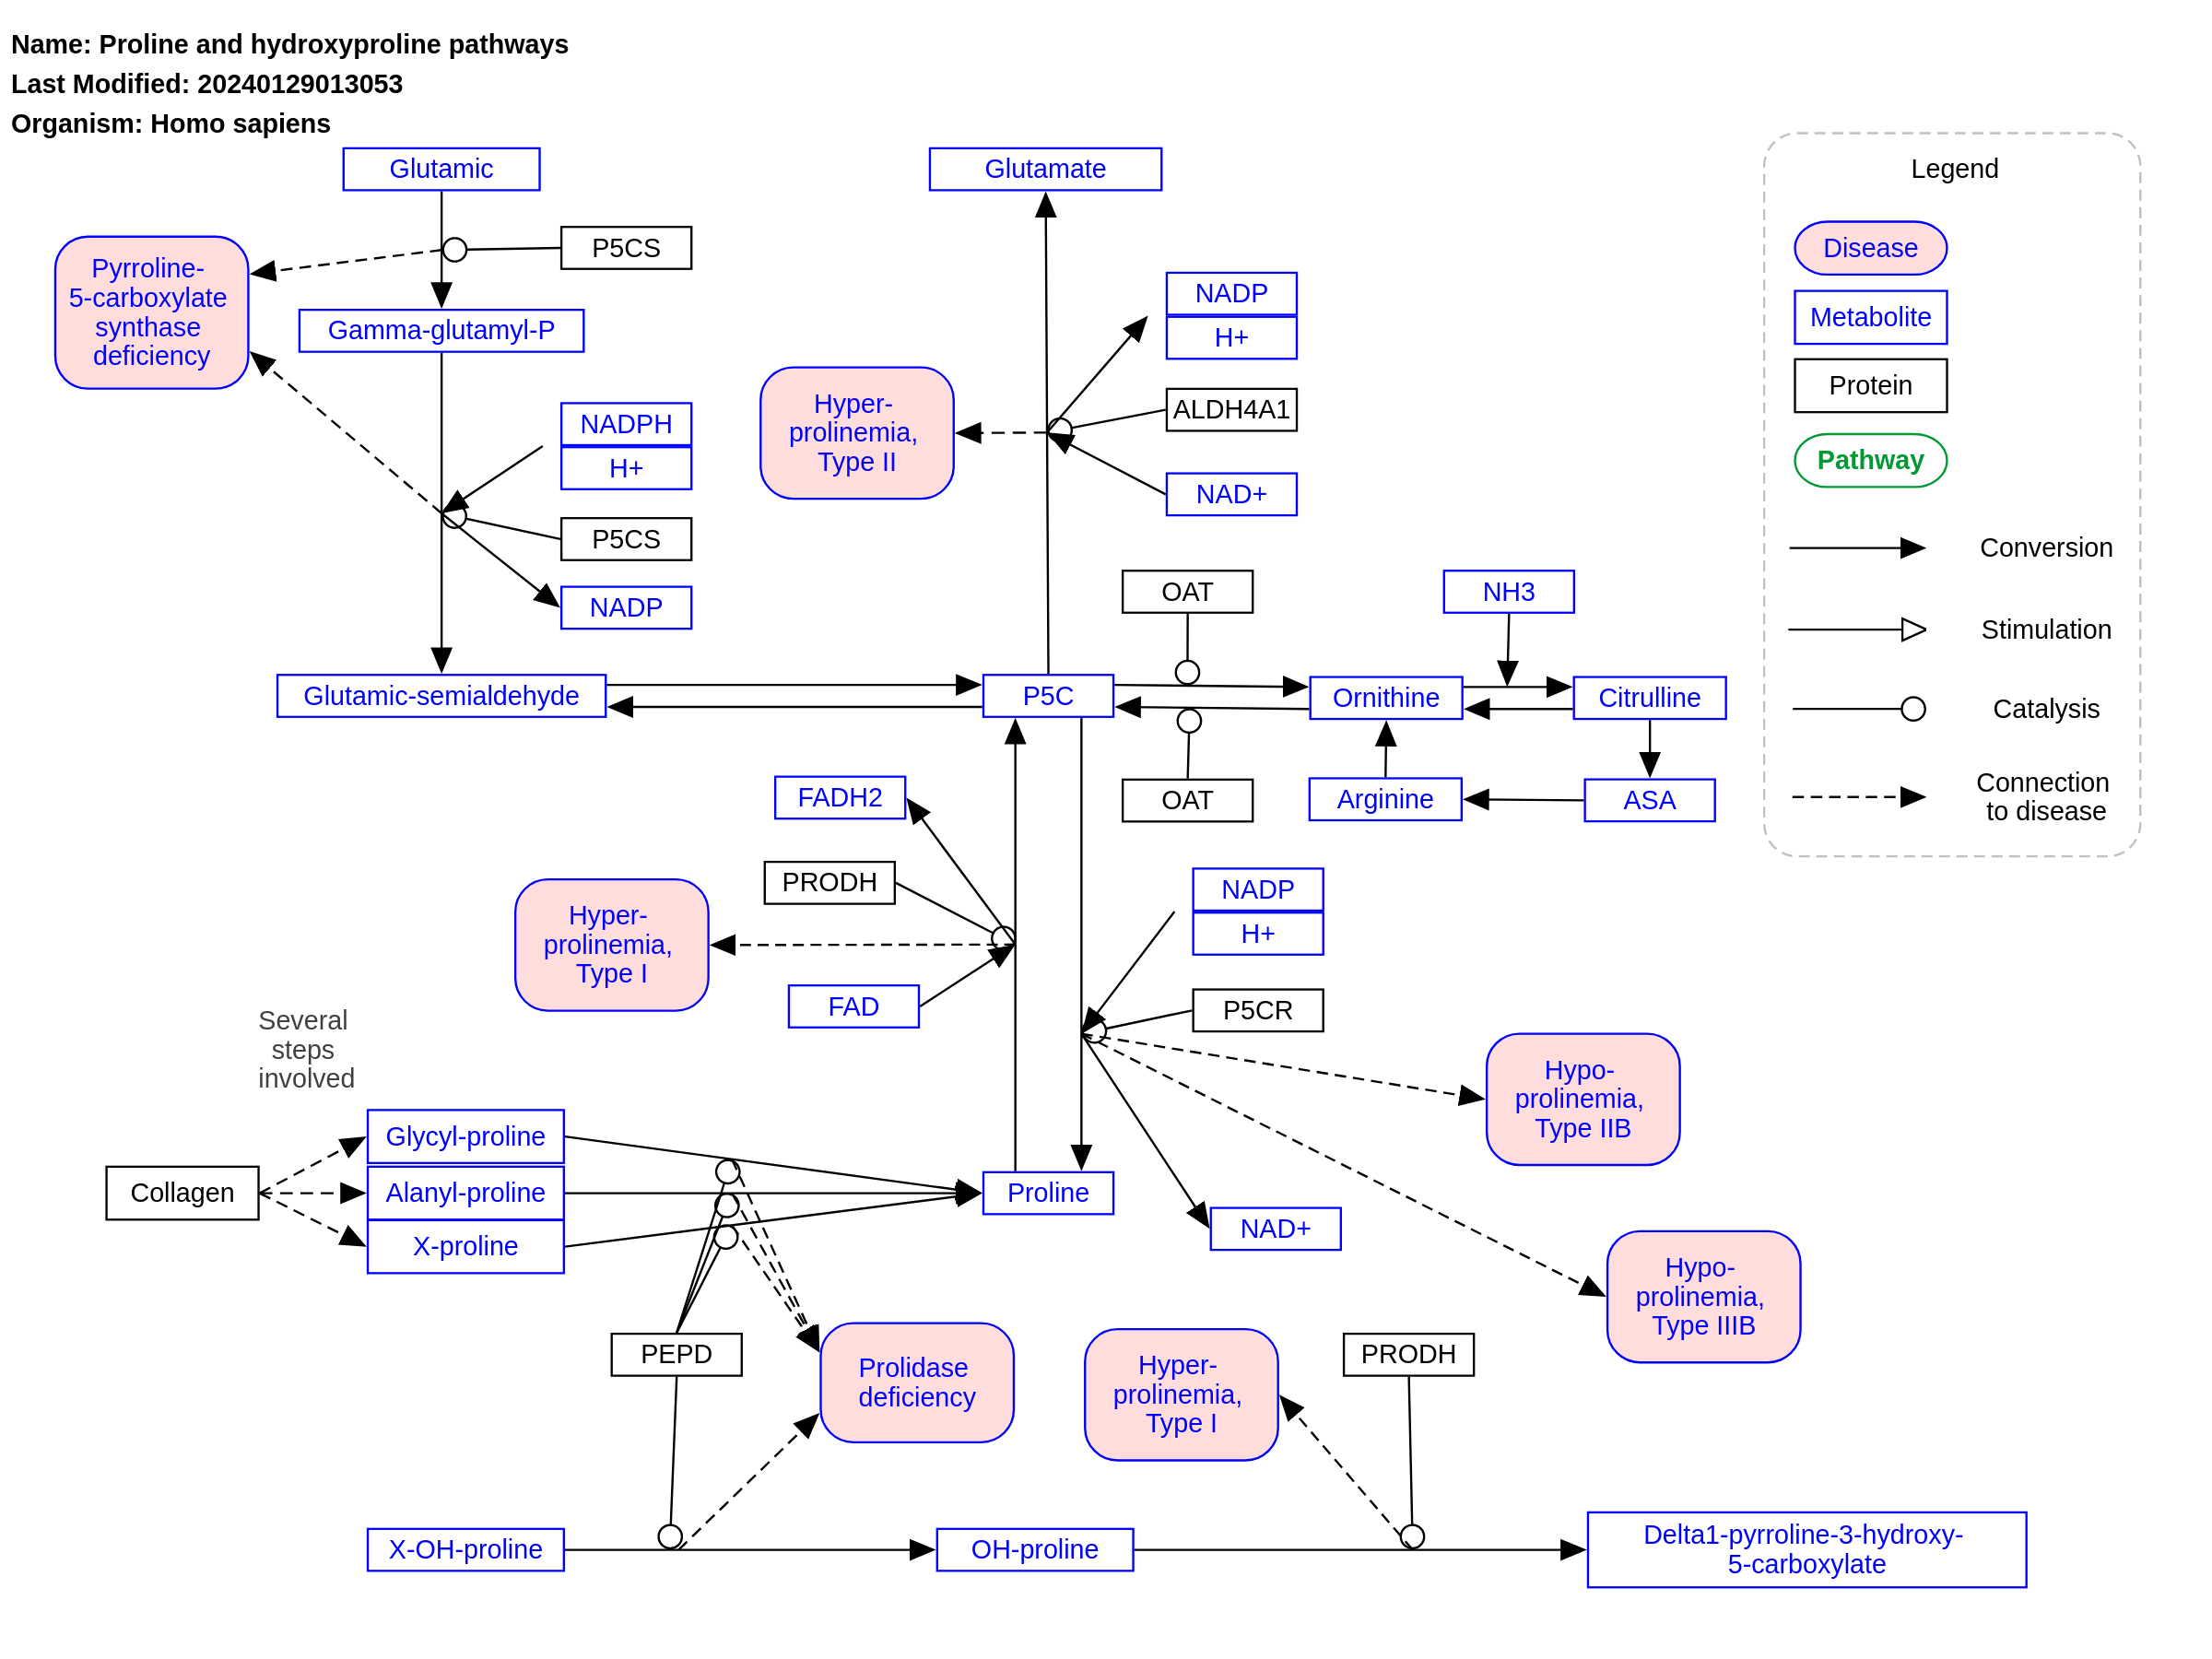 Name: Proline and hydroxyproline pathways
Last Modified: 20240129013053
Organism: Homo sapiens
Glutamic
Glutamate
Legend
P5CS
Disease
Pyrroline-
5-carboxylate
synthase
deficiency
Gamma-glutamyl-P
NADP
H+
Metabolite
Protein
Hyper-
prolinemia,
Type II
ALDH4A1
NADPH
H+
Pathway
NAD+
P5CS
Conversion
NADP
OAT
NH3
Stimulation
Glutamic-semialdehyde
P5C
Ornithine
Citrulline
Catalysis
FADH2
OAT
Arginine
ASA
Connection
to disease
PRODH
NADP
H+
Hyper-
prolinemia,
Type I
FAD
P5CR
Several
steps
involved
Hypo-
prolinemia,
Type IIB
Glycyl-proline
Collagen
Alanyl-proline
Proline
X-proline
NAD+
Hypo-
prolinemia,
Type IIIB
PEPD
Prolidase
deficiency
Hyper-
prolinemia,
Type I
PRODH
X-OH-proline
OH-proline
Delta1-pyrroline-3-hydroxy-
5-carboxylate